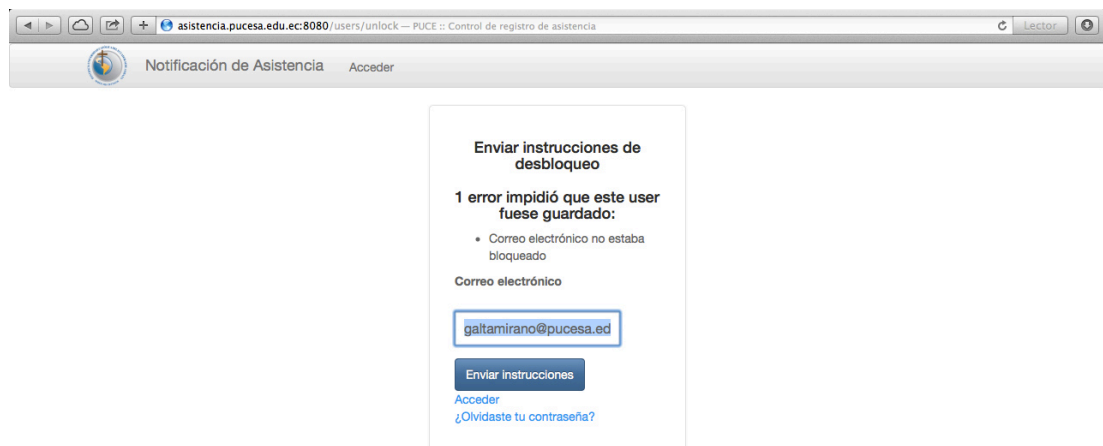 asistencia.pucesa.edu.ec:8080/users/unlock — PUCE :: Control de registro de asistencia
Lector
Notificación de Asistencia Acceder
Enviar instrucciones de
desbloqueo
1 error impidió que este user
fuese guardado:
• Correo electrónico no estaba
bloqueado
Correo electrónico
galtamirano@pucesa.ed
Enviar instrucciones
Acceder
¿Olvidaste tu contraseña?